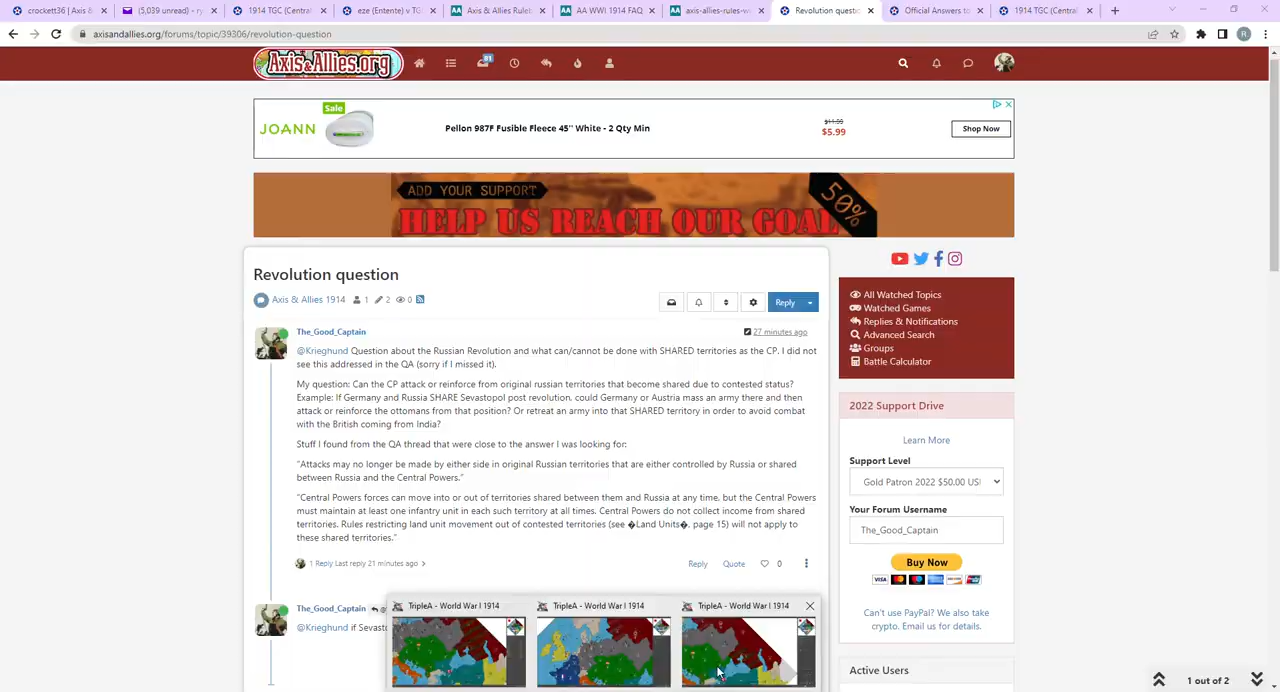 crockett36 | Axis &
(5,039 unread) - ry
1914 TGC (Central
eze (Entente) v TG
Axis & Allies Rulel
AA WWI 1914 FAQ
axis-allies-rules-w
Revolution questi
Official Answers to
1914 TGC (Central
axisandallies.org/forums/topic/39306/revolution-question
R
Axis&Allies.org
81
Sale
JOANN
Pellon 987F Fusible Fleece 45" White - 2 Qty Min
$11.99
$5.99
Shop Now
ADD YOUR SUPPORT
HELP US REACH OUR GOAL
50%
Revolution question
Axis & Allies 1914 1 2 0
Reply
The_Good_Captain
27 minutes ago
@Krieghund Question about the Russian Revolution and what can/cannot be done with SHARED territories as the CP. I did not
see this addressed in the QA (sorry if I missed it).
My question: Can the CP attack or reinforce from original russian territories that become shared due to contested status?
Example: If Germany and Russia SHARE Sevastopol post revolution, could Germany or Austria mass an army there and then
attack or reinforce the ottomans from that position? Or retreat an army into that SHARED territory in order to avoid combat
with the British coming from India?
Stuff I found from the QA thread that were close to the answer I was looking for:
"Attacks may no longer be made by either side in original Russian territories that are either controlled by Russia or shared
between Russia and the Central Powers."
"Central Powers forces can move into or out of territories shared between them and Russia at any time, but the Central Powers
must maintain at least one infantry unit in each such territory at all times. Central Powers do not collect income from shared
territories. Rules restricting land unit movement out of contested territories (see �Land Units�, page 15) will not apply to
these shared territories."
1 Reply Last reply 21 minutes ago
Reply Quote 0
The_Good_Captain
@Krieghund if Sevasto
TripleA - World War I 1914
TripleA - World War I 1914
TripleA - World War I 1914
All Watched Topics
Watched Games
Replies & Notifications
Advanced Search
Groups
Battle Calculator
2022 Support Drive
Learn More
Support Level
Gold Patron 2022 $50.00 US
Your Forum Username
The_Good_Captain
Buy Now
VISA
Can't use PayPal? We also take
crypto. Email us for details.
Active Users
1 out of 2